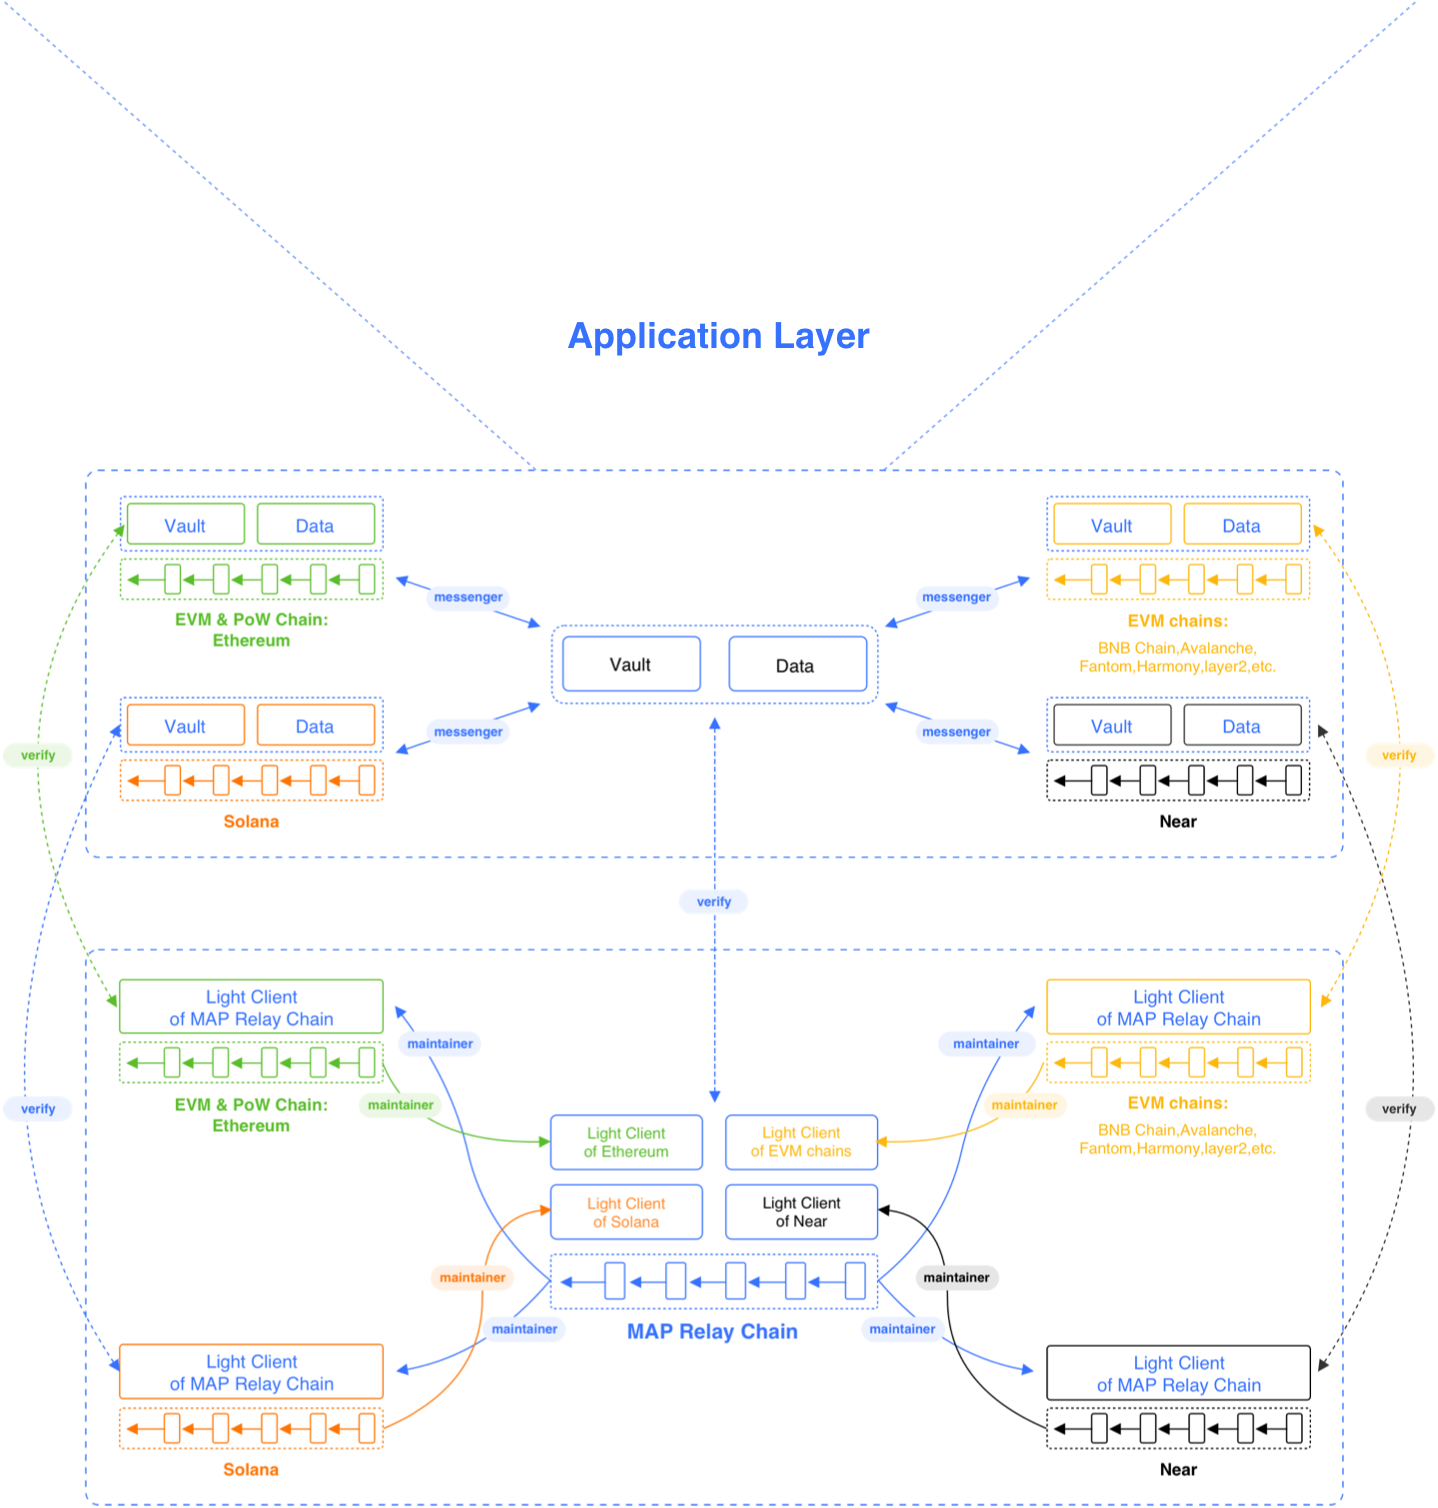 Application Layer
Vault
Data
Vault
Data
messenger
messenger
EVM & PoW Chain:
Ethereum
EVM chains:
BNB Chain,Avalanche,
Fantom,Harmony,layer2,etc.
Vault
Data
Vault
Data
Vault
Data
messenger
messenger
verify
verify
Solana
Near
verify
Light Client
of MAP Relay Chain
Light Client
of MAP Relay Chain
maintainer
maintainer
EVM & PoW Chain:
Ethereum
maintainer
maintainer
EVM chains:
BNB Chain,Avalanche,
Fantom,Harmony,layer2,etc.
verify
verify
Light Client
of Ethereum
Light Client
of EVM chains
Light Client
of Solana
Light Client
of Near
maintainer
maintainer
maintainer
MAP Relay Chain
maintainer
Light Client
of MAP Relay Chain
Light Client
of MAP Relay Chain
Solana
Near